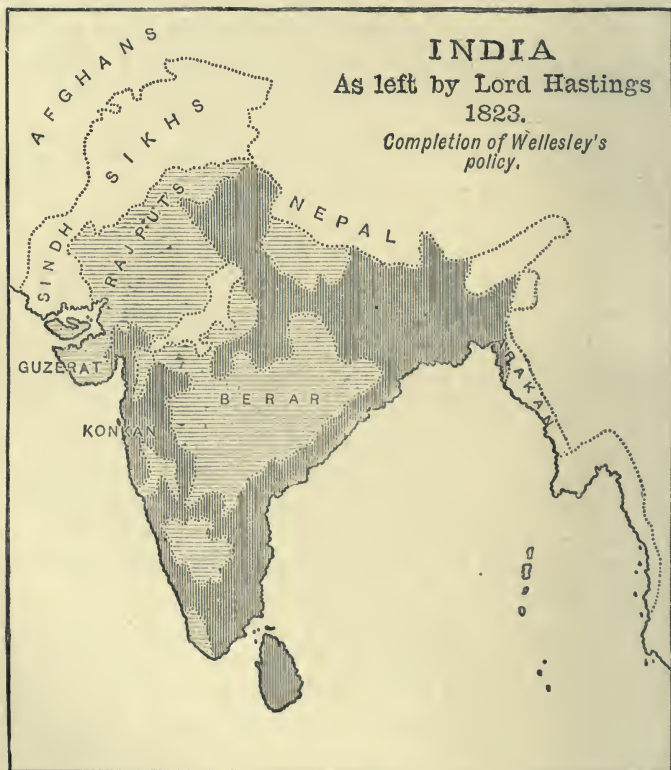 INDIA
As left by Lord Hastings
1823.
Completion of Wellesley's
policy.
AFGHANS
SIKHS
NEPAL
SINDH
RAJPUTS
GUZERAT
BERAR
KONKAN
ARAKAN